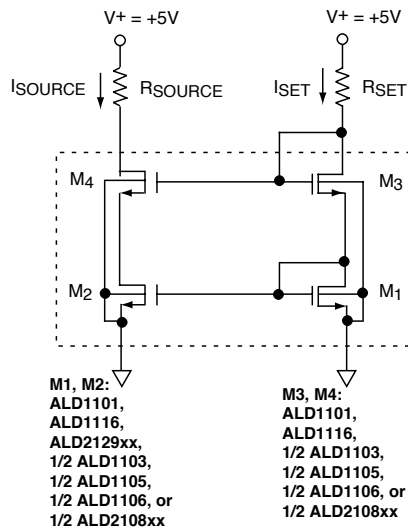 V+ = +5V
V+ = +5V
ISOURCE
RSOURCE
ISET
RSET
M4
M3
M2
M1
M1, M2:
ALD1101,
ALD1116,
ALD2129xx,
1/2 ALD1103,
1/2 ALD1105,
1/2 ALD1106, or
1/2 ALD2108xx
M3, M4:
ALD1101,
ALD1116,
1/2 ALD1103,
1/2 ALD1105,
1/2 ALD1106, or
1/2 ALD2108xx